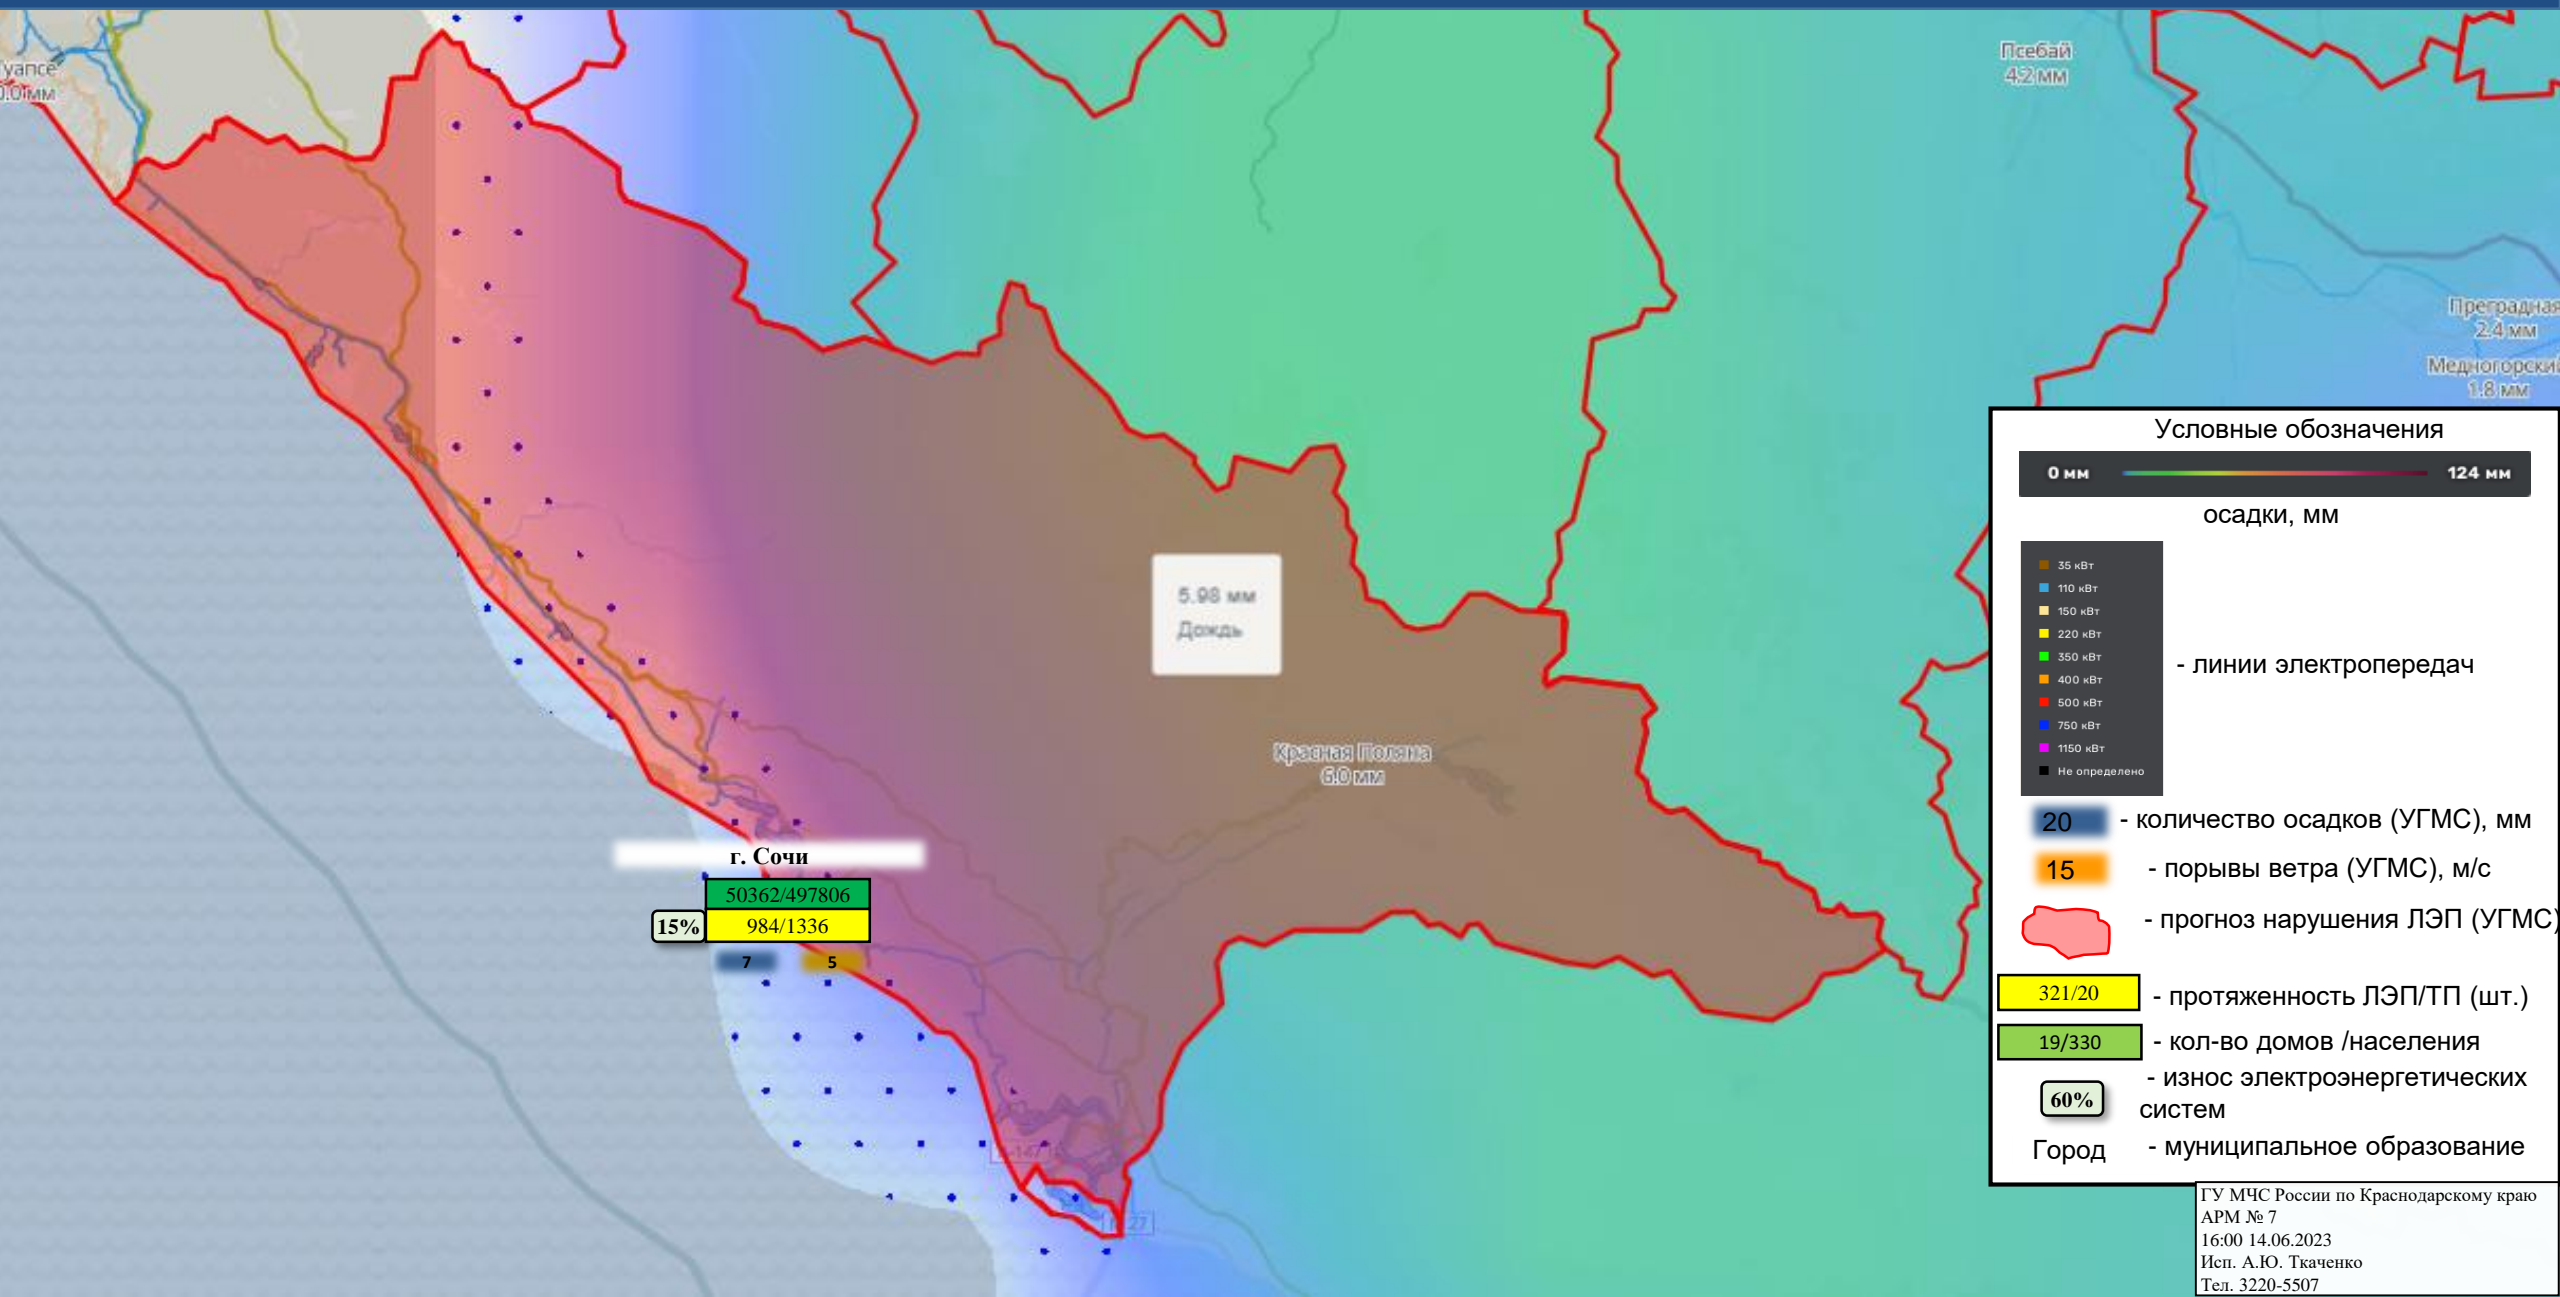 уапсе
0.0 мм
Псебай
4.2 мм
Преградная
2.4 мм
Медногорский
1.8 мм
5.98 мм
Дождь
Красная Поляна
6.0 мм
г. Сочи
50362/497806
15%
984/1336
7
5
Условные обозначения
0 мм
124 мм
осадки, мм
35 кВт
110 кВт
150 кВт
220 кВт
350 кВт
400 кВт
500 кВт
750 кВт
1150 кВт
Не определено
- линии электропередач
20 - количество осадков (УГМС), мм
15 - порывы ветра (УГМС), м/с
- прогноз нарушения ЛЭП (УГМС)
321/20 - протяженность ЛЭП/ТП (шт.)
19/330 - кол-во домов /населения
- износ электроэнергетических
60%
систем
Город - муниципальное образование
ГУ МЧС России по Краснодарскому краю
АРМ № 7
16:00 14.06.2023
Исп. А.Ю. Ткаченко
Тел. 3220-5507